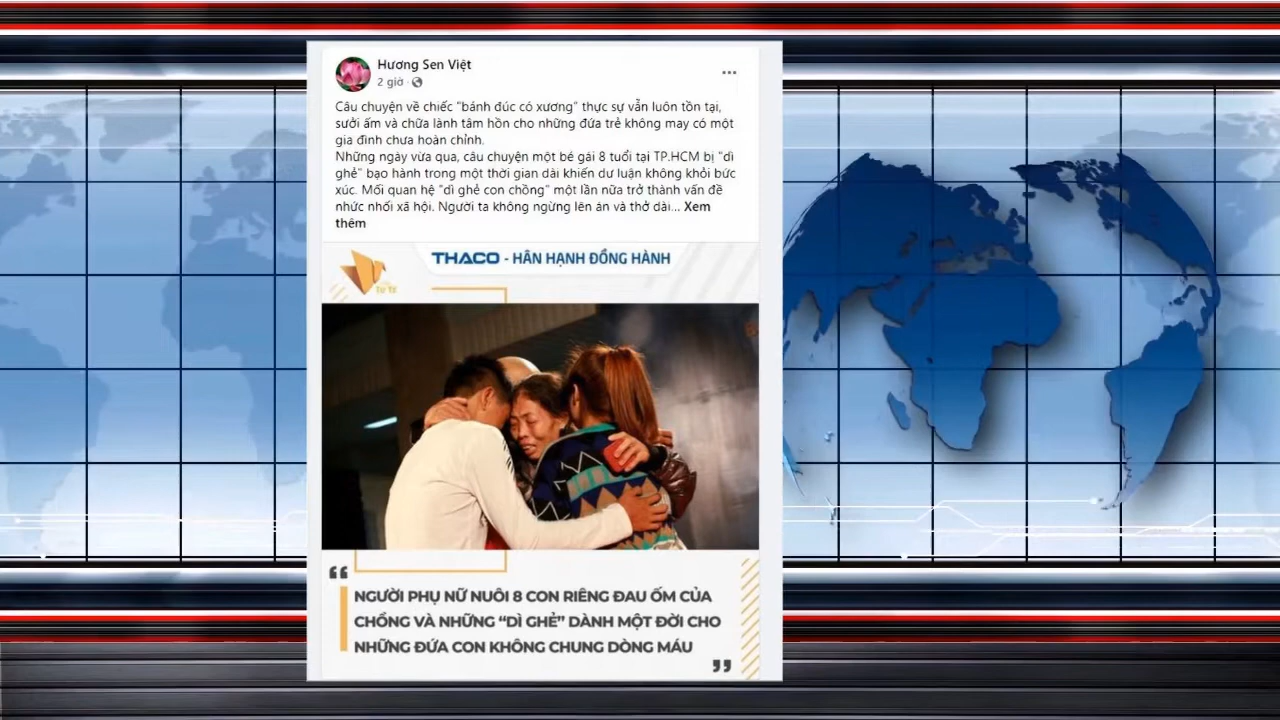 Hương Sen Việt
2 giờ ·
Câu chuyện về chiếc "bánh đúc có xương" thực sự vẫn luôn tồn tại,
sưởi ấm và chữa lành tâm hồn cho những đứa trẻ không may có một
gia đình chưa hoàn chỉnh.
Những ngày vừa qua, câu chuyện một bé gái 8 tuổi tại TP.HCM bị "dì
ghẻ" bạo hành trong một thời gian dài khiến dư luận không khỏi bức
xúc. Mối quan hệ "dì ghẻ con chồng" một lần nữa trở thành vấn đề
nhức nhối xã hội. Người ta không ngừng lên án và thở dài... Xem
thêm
THACO - HÂN HẠNH ĐỒNG HÀNH
Tử Tế
“ NGƯỜI PHỤ NỮ NUÔI 8 CON RIÊNG ĐAU ỐM CỦA
CHỒNG VÀ NHỮNG “DÌ GHẺ” DÀNH MỘT ĐỜI CHO
NHỮNG ĐỨA CON KHÔNG CHUNG DÒNG MÁU ”